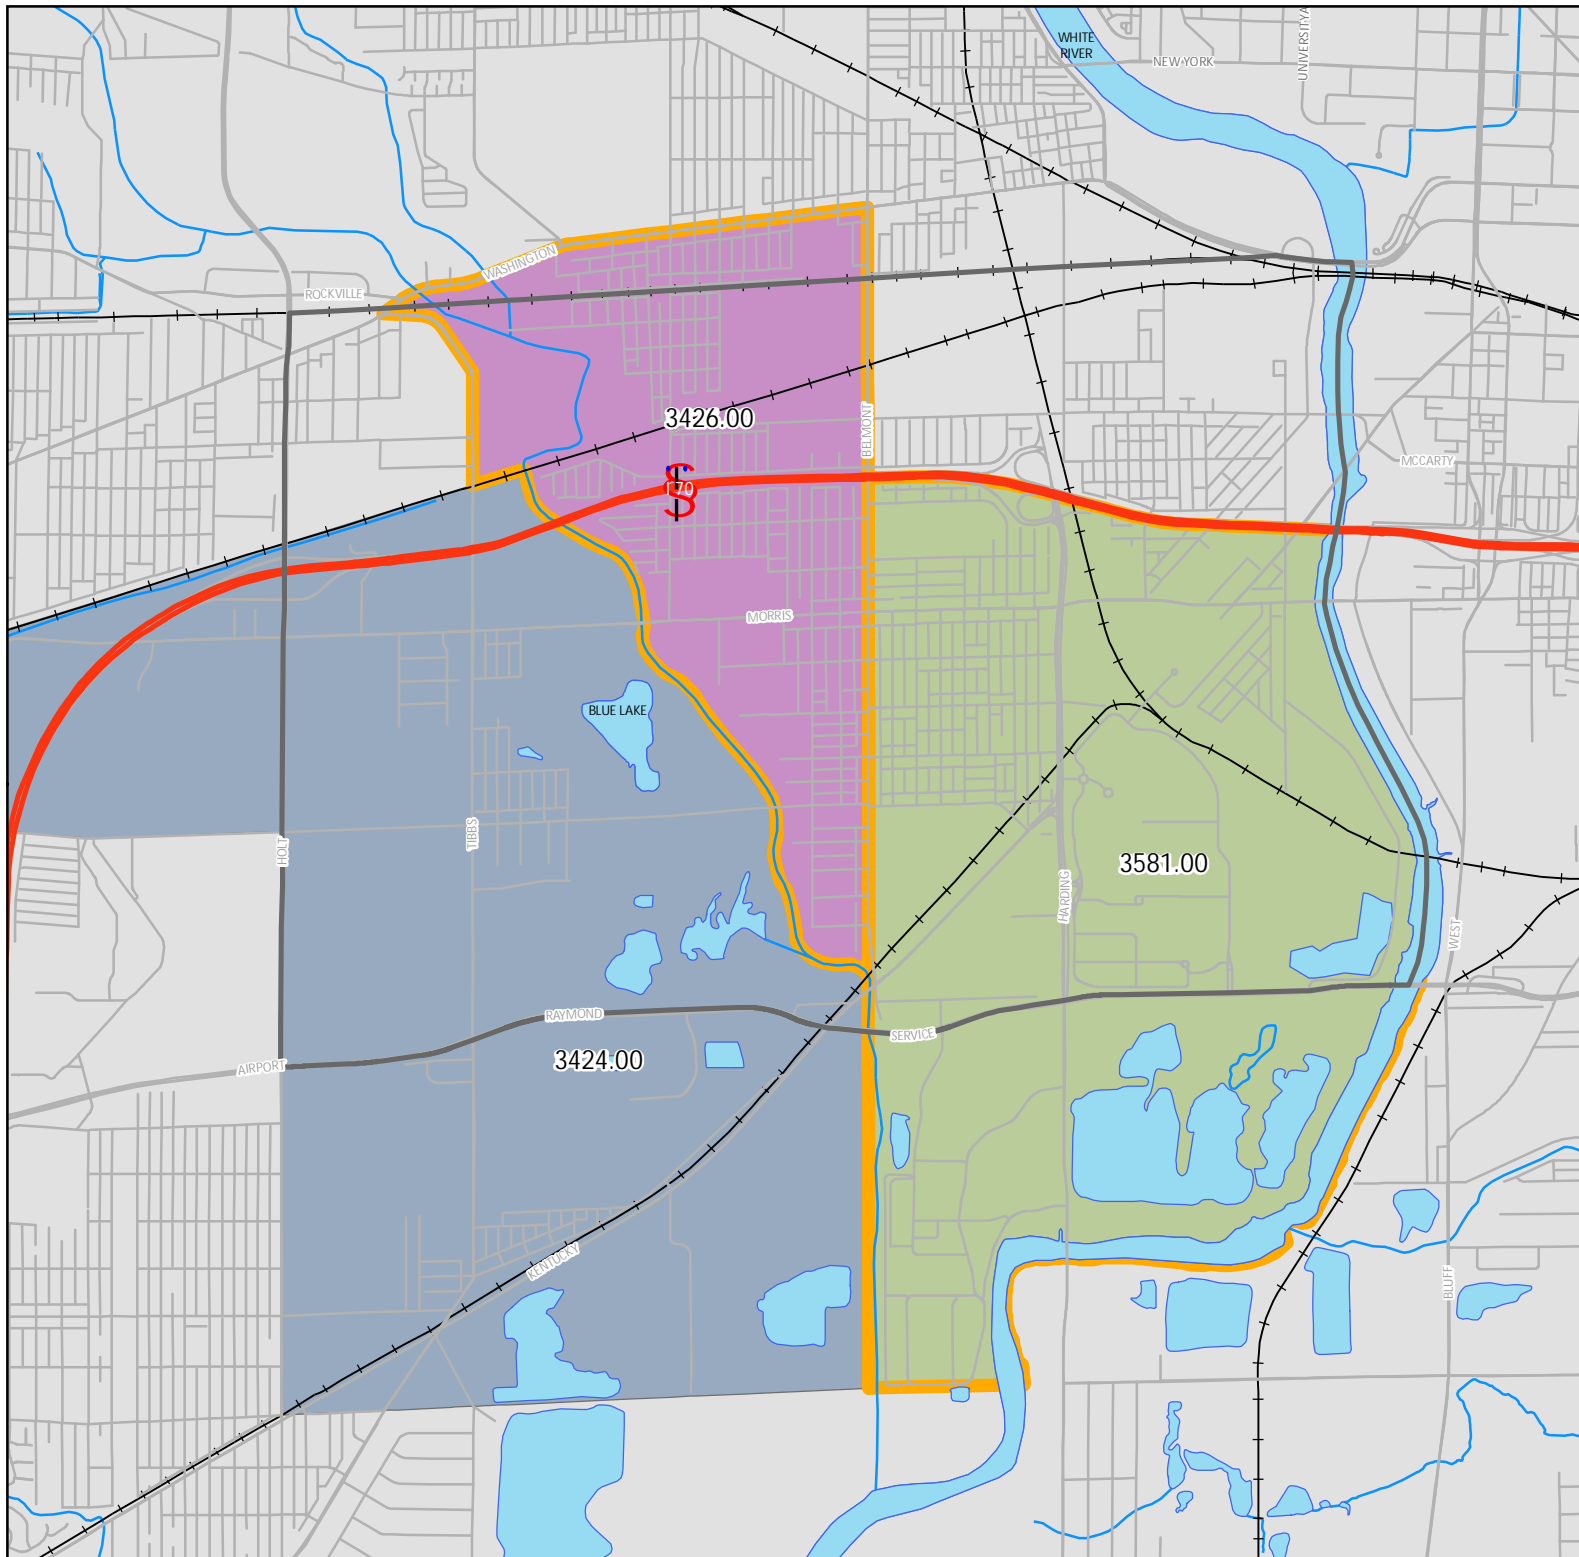 WHITE
RIVER
NEW YORK
UNIVERSITY
WASHINGTON
ROCKVILLE
3426.00
BELMONT
MCCARTY
I 70
MORRIS
BLUE LAKE
HOLT
TIBBS
3581.00
HARDING
WEST
RAYMOND
SERVICE
3424.00
AIRPORT
KENTUCKY
BLUFF